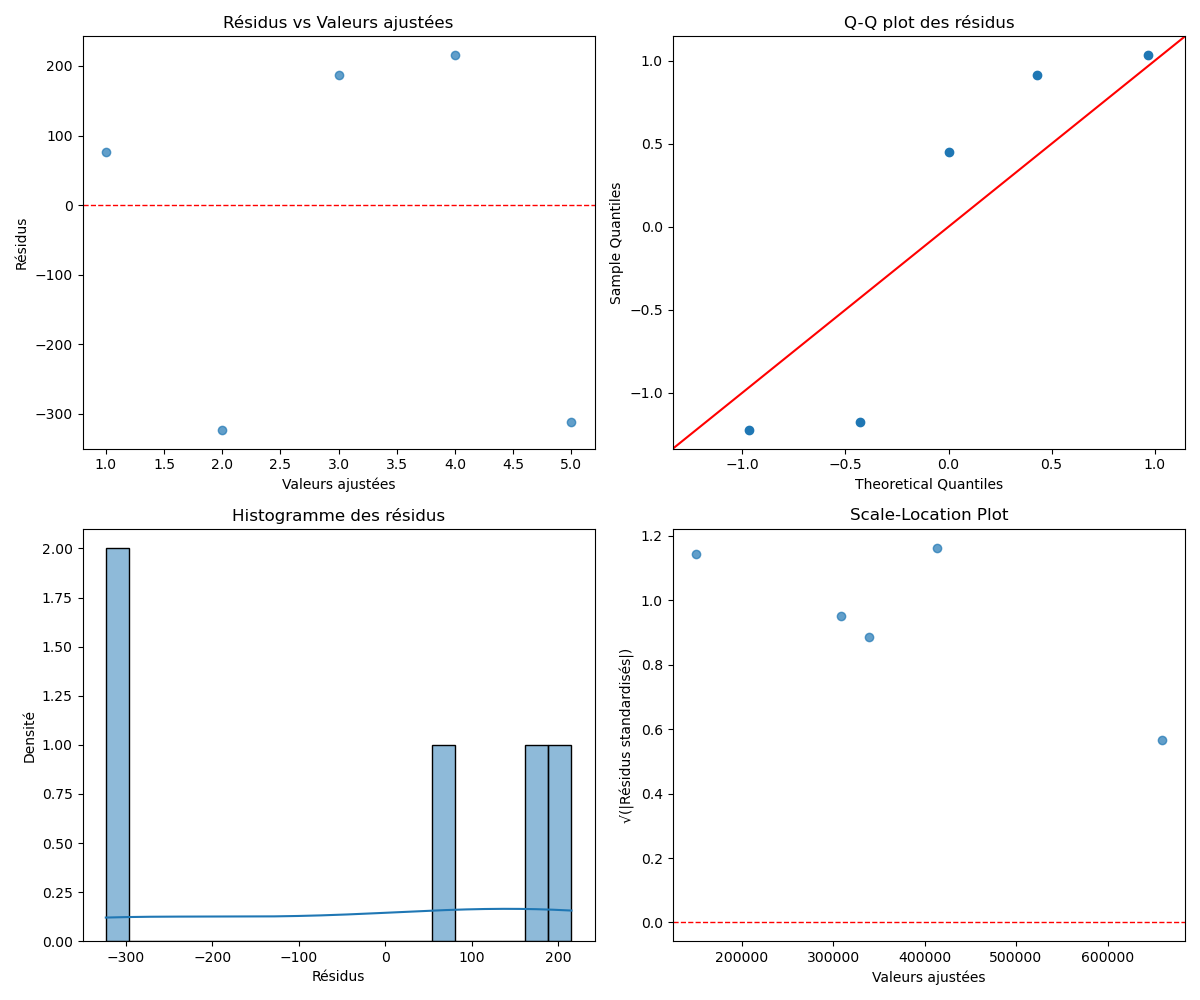 Résidus vs Valeurs ajustées
200
100
0
−100
−200
−300
Résidus
1.0 1.5 2.0 2.5 3.0 3.5 4.0 4.5 5.0
Valeurs ajustées
Q-Q plot des résidus
1.0
0.5
0.0
−0.5
−1.0
Sample Quantiles
−1.0 −0.5 0.0 0.5 1.0
Theoretical Quantiles
Histogramme des résidus
2.00
1.75
1.50
1.25
1.00
0.75
0.50
0.25
0.00
Densité
−300 −200 −100 0 100 200
Résidus
Scale-Location Plot
1.2
1.0
0.8
0.6
0.4
0.2
0.0
√(|Résidus standardisés|)
200000 300000 400000 500000 600000
Valeurs ajustées